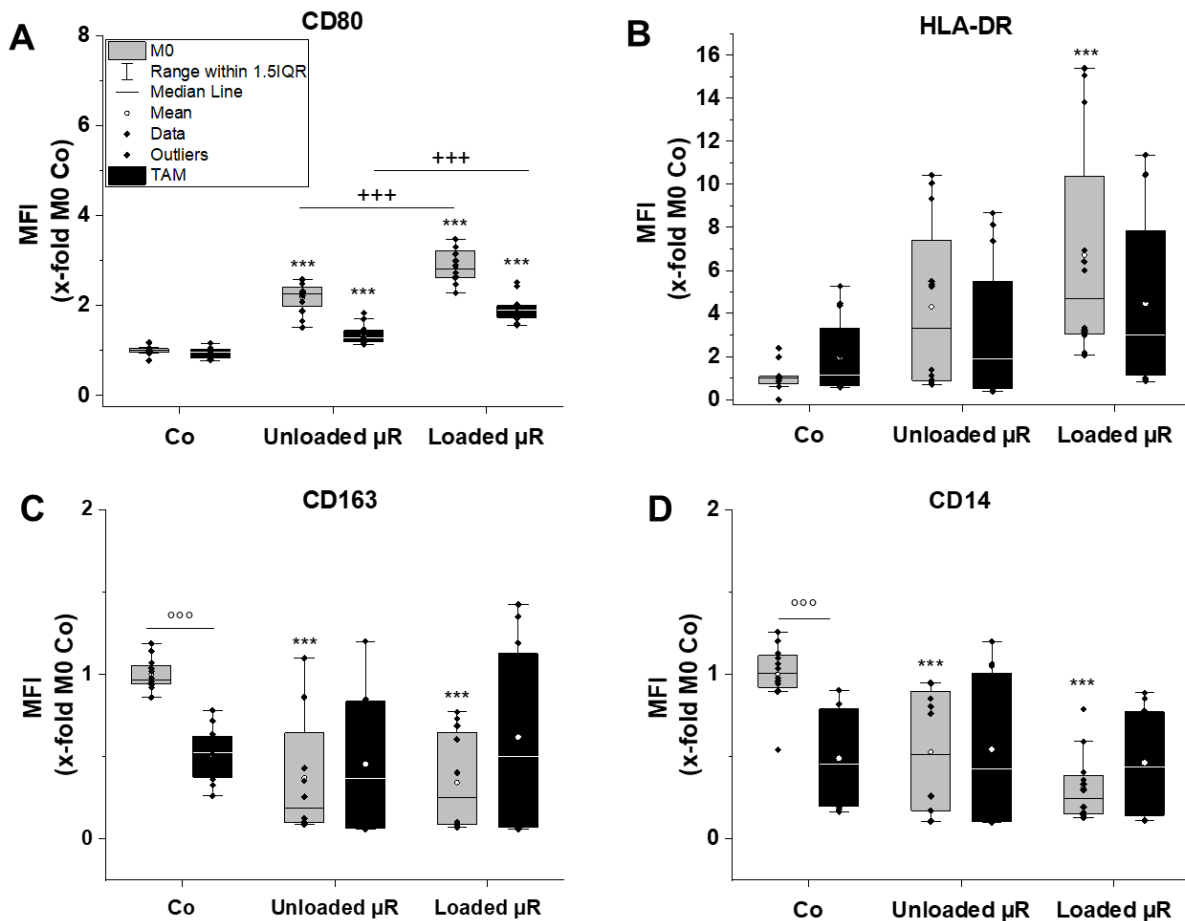 A
CD80
8
6
4
2
0
MFI
(x-fold M0 Co)
M0
Range within 1.5IQR
Median Line
Mean
Data
Outliers
TAM
+++
+++
***
***
***
***
Co
Unloaded µR
Loaded µR
B
HLA-DR
16
14
12
10
8
6
4
2
0
MFI
(x-fold M0 Co)
***
Co
Unloaded µR
Loaded µR
C
CD163
2
1
0
MFI
(x-fold M0 Co)
°°°
***
***
Co
Unloaded µR
Loaded µR
D
CD14
2
1
0
MFI
(x-fold M0 Co)
°°°
***
***
Co
Unloaded µR
Loaded µR